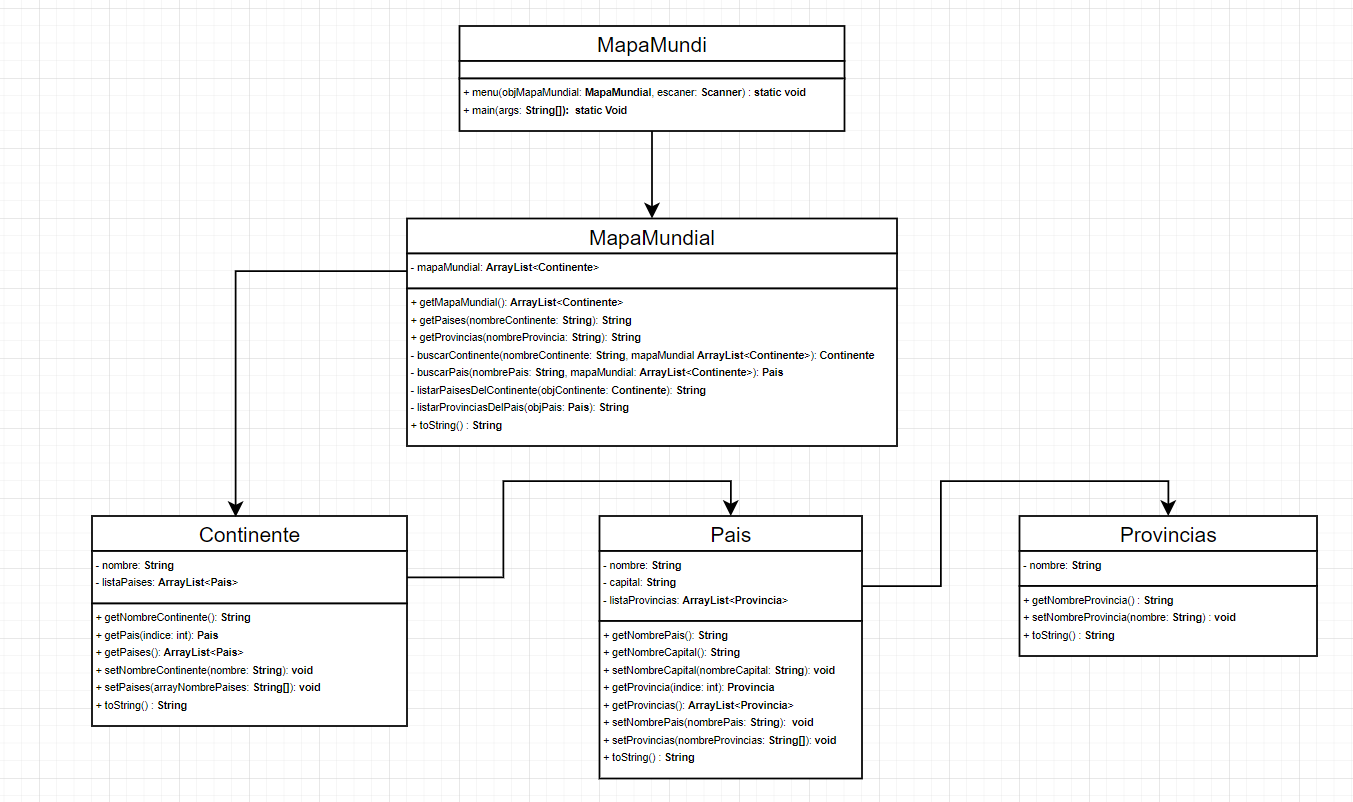 MapaMundi
+ menu(objMapaMundial: MapaMundial, escaner: Scanner) : static void
+ main(args: String[]): static Void
MapaMundial
- mapaMundial: ArrayList<Continente>
+ getMapaMundial(): ArrayList<Continente>
+ getPaises(nombreContinente: String): String
+ getProvincias(nombreProvincia: String): String
- buscarContinente(nombreContinente: String, mapaMundial ArrayList<Continente>): Continente
- buscarPais(nombrePais: String, mapaMundial: ArrayList<Continente>): Pais
- listarPaisesDelContinente(objContinente: Continente): String
- listarProvinciasDelPais(objPais: Pais): String
+ toString() : String
Continente
- nombre: String
- listaPaises: ArrayList<Pais>
+ getNombreContinente(): String
+ getPais(indice: int): Pais
+ getPaises(): ArrayList<Pais>
+ setNombreContinente(nombre: String): void
+ setPaises(arrayNombrePaises: String[]): void
+ toString() : String
Pais
- nombre: String
- capital: String
- listaProvincias: ArrayList<Provincia>
+ getNombrePais(): String
+ getNombreCapital(): String
+ setNombreCapital(nombreCapital: String): void
+ getProvincia(indice: int): Provincia
+ getProvincias(): ArrayList<Provincia>
+ setNombrePais(nombrePais: String): void
+ setProvincias(nombreProvincias: String[]): void
+ toString() : String
Provincias
- nombre: String
+ getNombreProvincia() : String
+ setNombreProvincia(nombre: String) : void
+ toString() : String